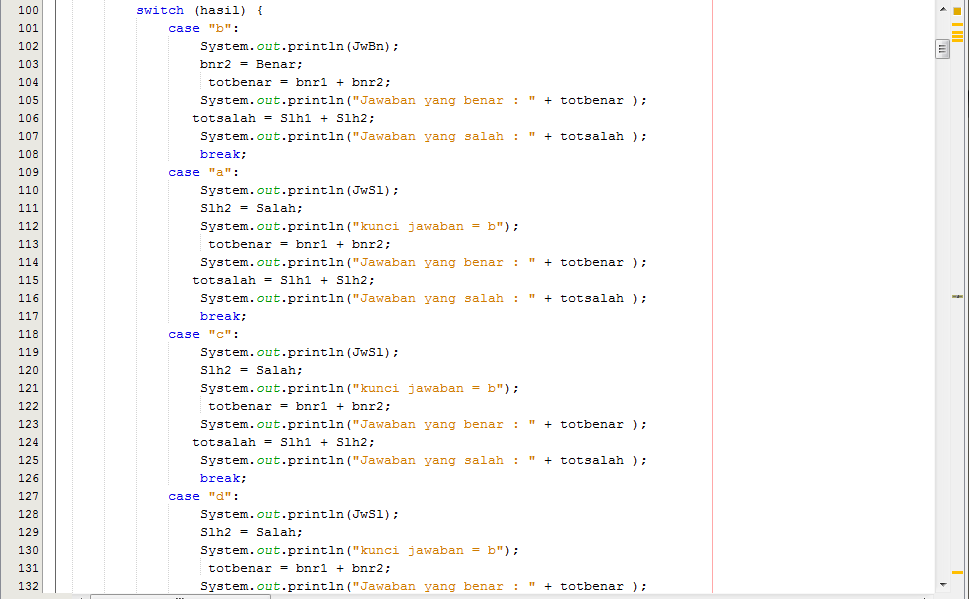 100 switch (hasil) {
101 case "b":
102 System.out.println(JwBn);
103 bnr2 = Benar;
104 totbenar = bnr1 + bnr2;
105 System.out.println("Jawaban yang benar : " + totbenar );
106 totsalah = Slh1 + Slh2;
107 System.out.println("Jawaban yang salah : " + totsalah );
108 break;
109 case "a":
110 System.out.println(JwSl);
111 Slh2 = Salah;
112 System.out.println("kunci jawaban = b");
113 totbenar = bnr1 + bnr2;
114 System.out.println("Jawaban yang benar : " + totbenar );
115 totsalah = Slh1 + Slh2;
116 System.out.println("Jawaban yang salah : " + totsalah );
117 break;
118 case "c":
119 System.out.println(JwSl);
120 Slh2 = Salah;
121 System.out.println("kunci jawaban = b");
122 totbenar = bnr1 + bnr2;
123 System.out.println("Jawaban yang benar : " + totbenar );
124 totsalah = Slh1 + Slh2;
125 System.out.println("Jawaban yang salah : " + totsalah );
126 break;
127 case "d":
128 System.out.println(JwSl);
129 Slh2 = Salah;
130 System.out.println("kunci jawaban = b");
131 totbenar = bnr1 + bnr2;
132 System.out.println("Jawaban yang benar : " + totbenar );